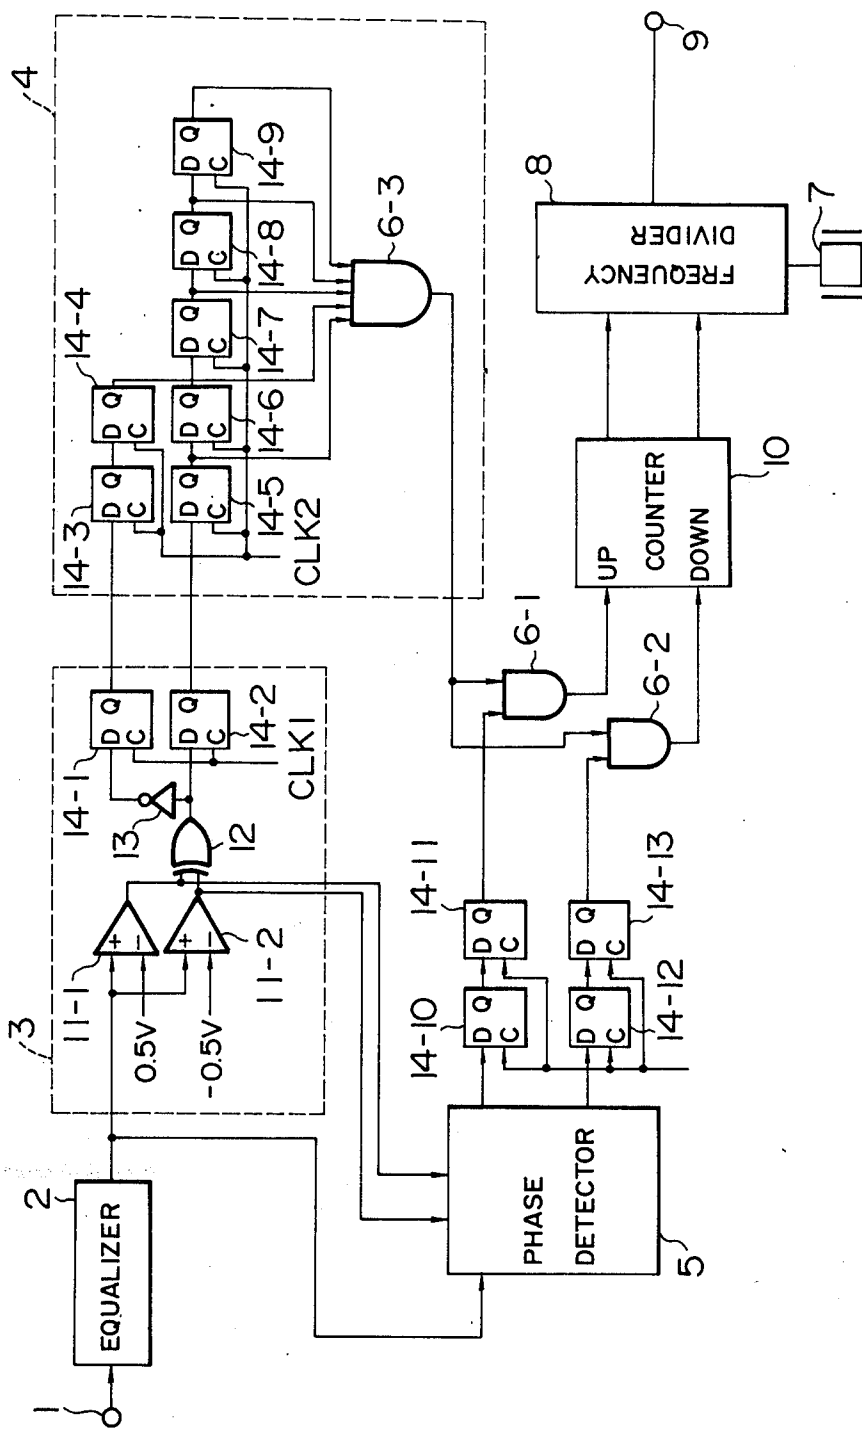 1
EQUALIZER
2
3
11-1
+
−
0.5V
+
−
-0.5V
11-2
12
13
14-1
D Q
C
D Q
C
14-2
CLK1
4
14-3
D Q
C
14-4
D Q
C
D Q
C
14-5
D Q
C
14-6
D Q
C
14-7
D Q
C
14-8
D Q
C
14-9
CLK2
6-3
PHASE
DETECTOR
5
14-10
D Q
C
14-11
D Q
C
D Q
C
14-12
D Q
C
14-13
6-1
6-2
UP
COUNTER
DOWN
10
FREQUENCY
DIVIDER
8
7
9